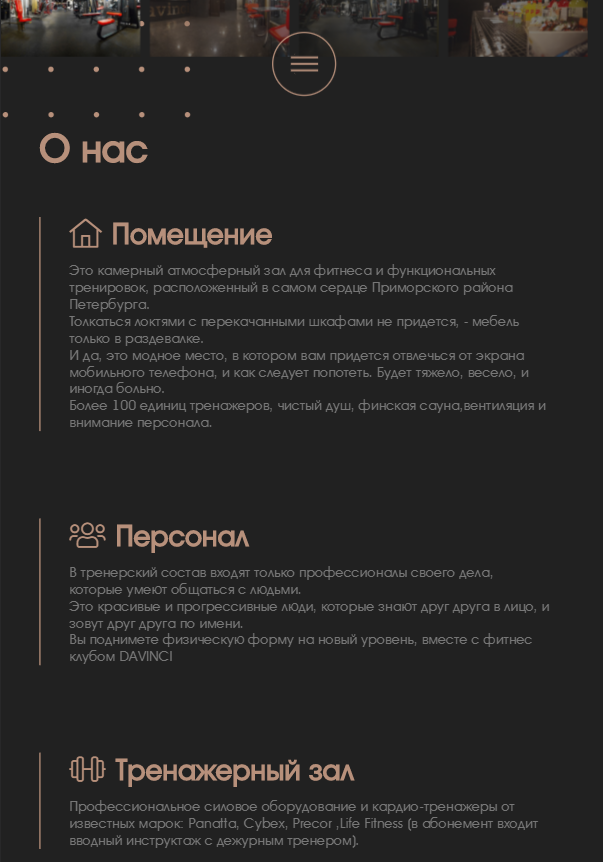 О нас
Помещение
Это камерный атмосферный зал для фитнеса и функциональных
тренировок, расположенный в самом сердце Приморского района
Петербурга.
Толкаться локтями с перекачанными шкафами не придется, - мебель
только в раздевалке.
И да, это модное место, в котором вам придется отвлечься от экрана
мобильного телефона, и как следует попотеть. Будет тяжело, весело, и
иногда больно.
Более 100 единиц тренажеров, чистый душ, финская сауна,вентиляция и
внимание персонала.
Персонал
В тренерский состав входят только профессионалы своего дела,
которые умеют общаться с людьми.
Это красивые и прогрессивные люди, которые знают друг друга в лицо, и
зовут друг друга по имени.
Вы поднимете физическую форму на новый уровень, вместе с фитнес
клубом DAVINCI
Тренажерный зал
Профессиональное силовое оборудование и кардио-тренажеры от
известных марок: Panatta, Cybex, Precor ,Life Fitness (в абонемент входит
вводный инструктаж с дежурным тренером).